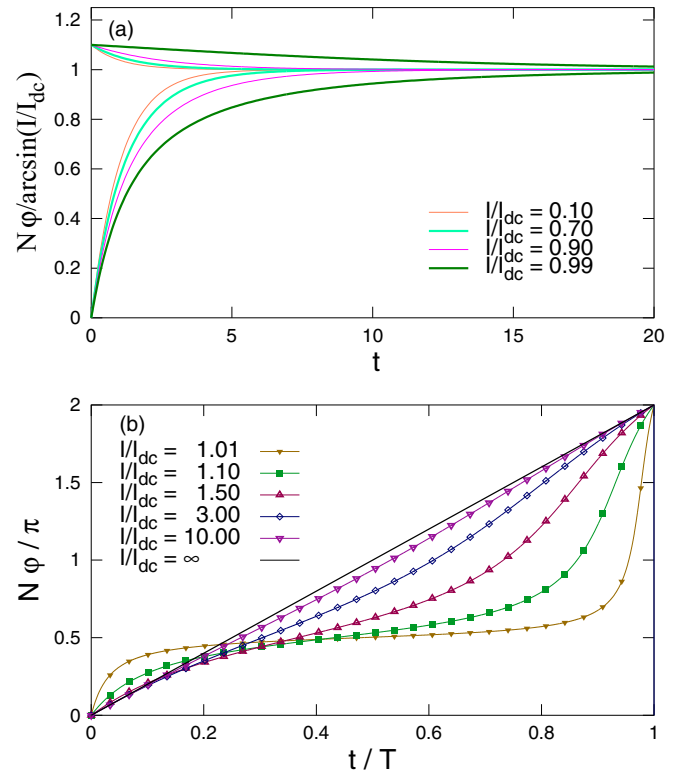 (a)
N φ/arcsin(I/I_dc)
1.2
1
0.8
0.6
0.4
0.2
0
I/I_dc = 0.10
I/I_dc = 0.70
I/I_dc = 0.90
I/I_dc = 0.99
0 5 10 15 20
t
(b)
N φ / π
2
1.5
1
0.5
0
I/I_dc = 1.01
I/I_dc = 1.10
I/I_dc = 1.50
I/I_dc = 3.00
I/I_dc = 10.00
I/I_dc = ∞
0 0.2 0.4 0.6 0.8 1
t / T